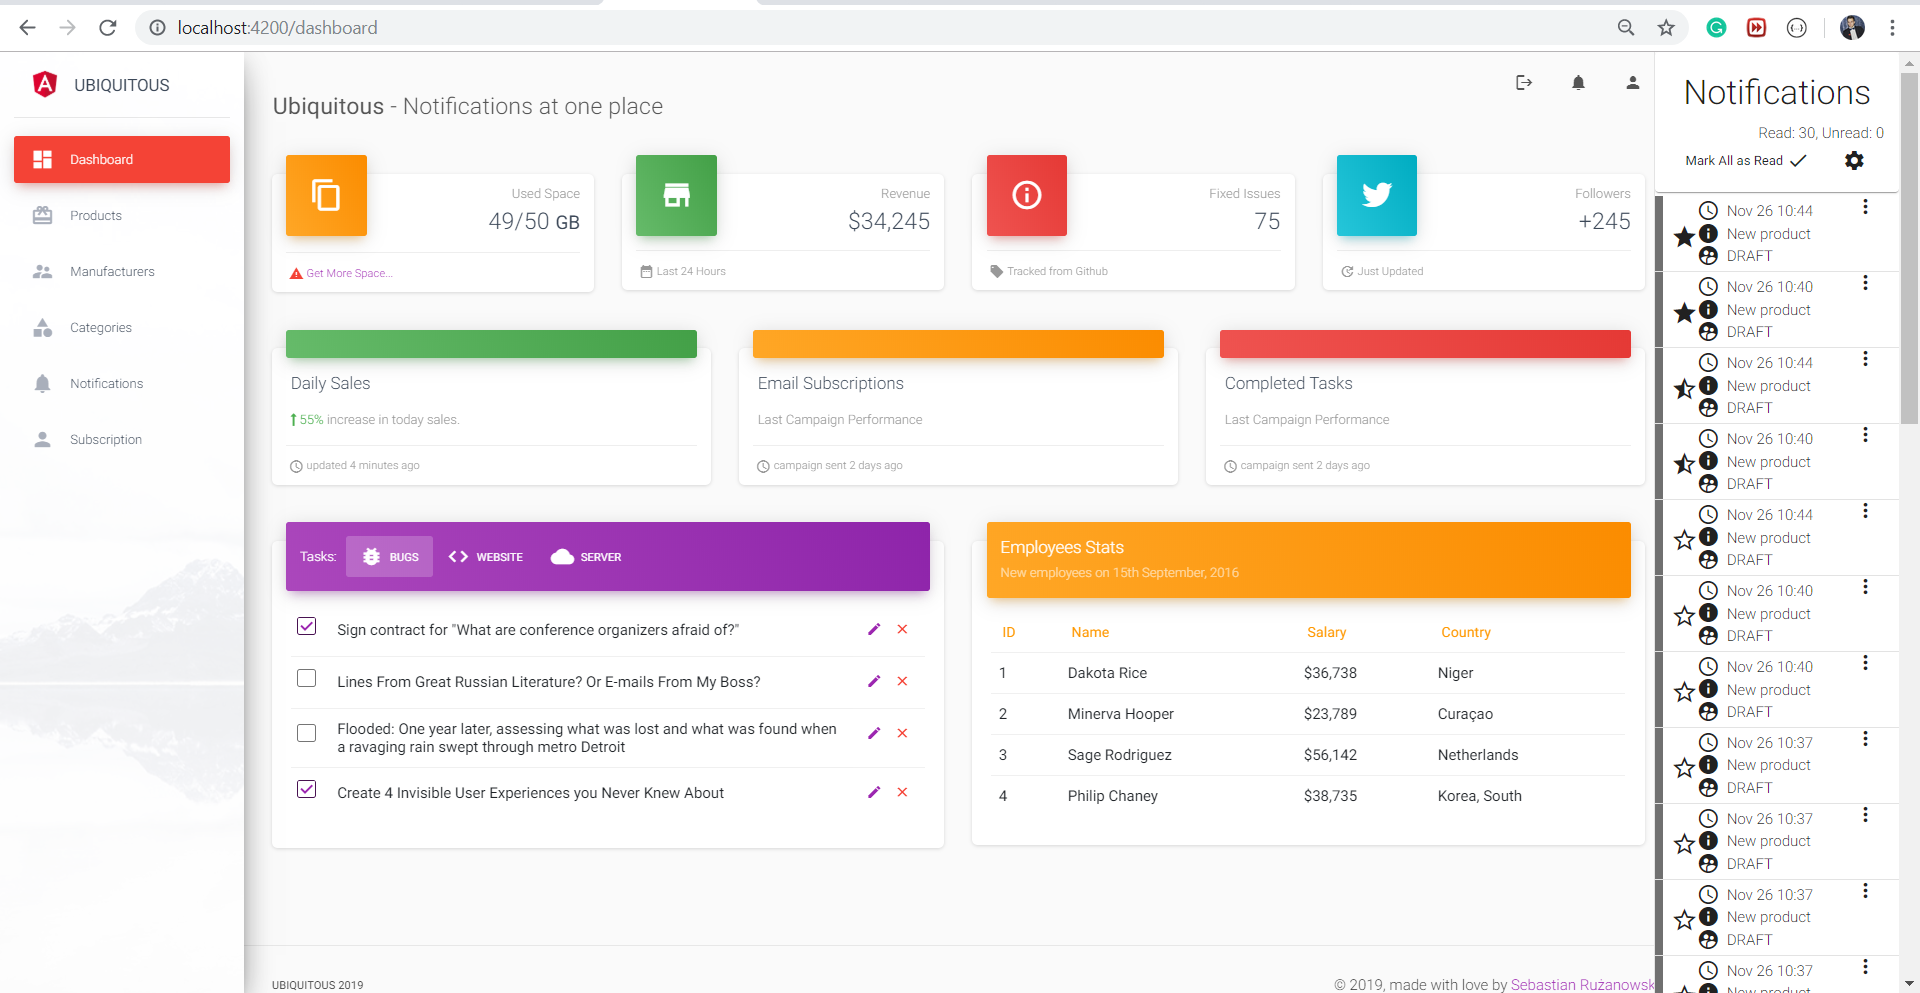 localhost:4200/dashboard
UBIQUITOUS
Dashboard
Products
Manufacturers
Categories
Notifications
Subscription
Ubiquitous - Notifications at one place
Used Space
49/50 GB
Get More Space...
Revenue
$34,245
Last 24 Hours
Fixed Issues
75
Tracked from Github
Followers
+245
Just Updated
Daily Sales
55% increase in today sales.
updated 4 minutes ago
Email Subscriptions
Last Campaign Performance
campaign sent 2 days ago
Completed Tasks
Last Campaign Performance
campaign sent 2 days ago
Tasks: BUGS WEBSITE SERVER
Sign contract for "What are conference organizers afraid of?"
Lines From Great Russian Literature? Or E-mails From My Boss?
Flooded: One year later, assessing what was lost and what was found when
a ravaging rain swept through metro Detroit
Create 4 Invisible User Experiences you Never Knew About
Employees Stats
New employees on 15th September, 2016
ID Name Salary Country
1 Dakota Rice $36,738 Niger
2 Minerva Hooper $23,789 Curaçao
3 Sage Rodriguez $56,142 Netherlands
4 Philip Chaney $38,735 Korea, South
UBIQUITOUS 2019
© 2019, made with love by Sebastian Rużanowsk
Notifications
Read: 30, Unread: 0
Mark All as Read
Nov 26 10:44
New product
DRAFT
Nov 26 10:40
New product
DRAFT
Nov 26 10:44
New product
DRAFT
Nov 26 10:40
New product
DRAFT
Nov 26 10:44
New product
DRAFT
Nov 26 10:40
New product
DRAFT
Nov 26 10:40
New product
DRAFT
Nov 26 10:37
New product
DRAFT
Nov 26 10:37
New product
DRAFT
Nov 26 10:37
New product
DRAFT
Nov 26 10:37
New product